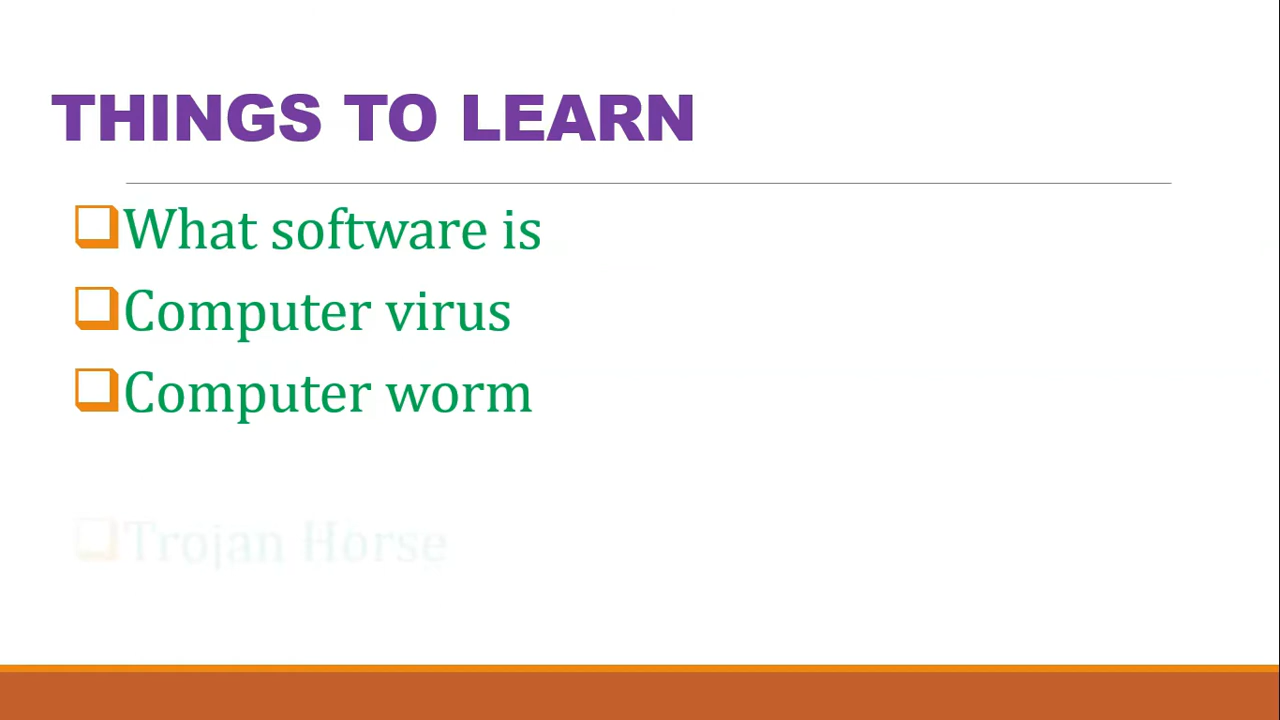 THINGS TO LEARN
What software is
Computer virus
Computer worm
Trojan Horse